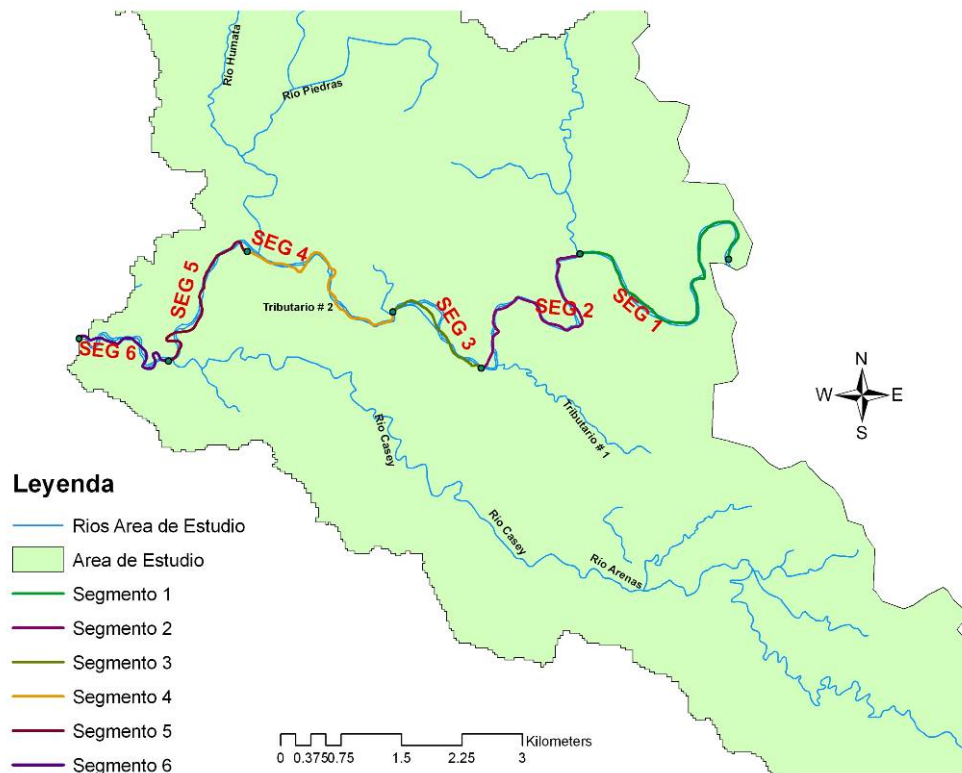 Rio Humata
Rio Piedras
SEG 4
SEG 5
Tributario # 2
SEG 3
SEG 2
SEG 1
SEG 6
Tributario # 1
Rio Casey
Rio Casey
Rio Arenas
N
W E
S
Leyenda
Rios Area de Estudio
Area de Estudio
Segmento 1
Segmento 2
Segmento 3
Segmento 4
Segmento 5
Segmento 6
Kilometers
0 0.375 0.75 1.5 2.25 3